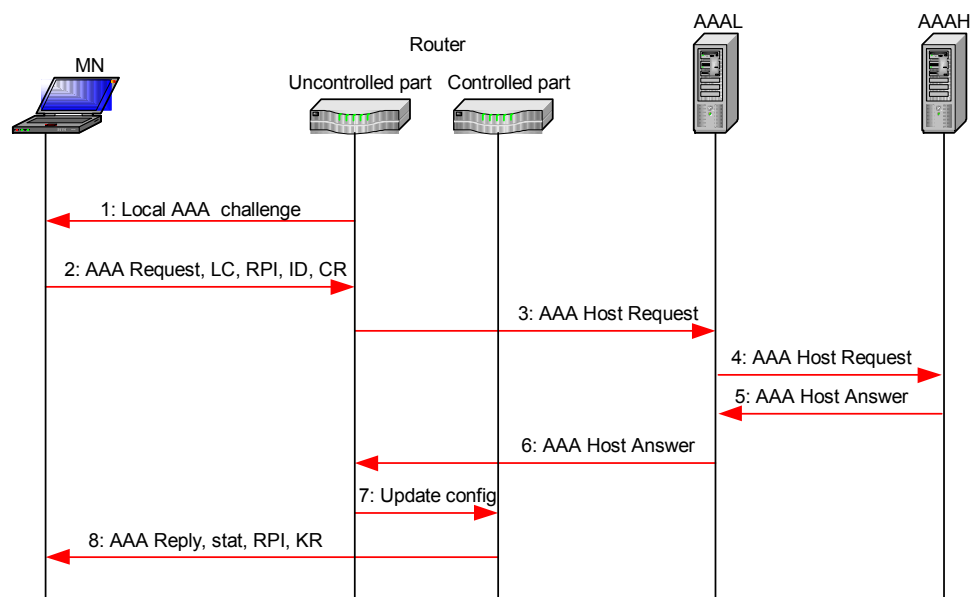 AAAL
AAAH
Router
MN
Uncontrolled part
Controlled part
1: Local AAA challenge
2: AAA Request, LC, RPI, ID, CR
3: AAA Host Request
4: AAA Host Request
5: AAA Host Answer
6: AAA Host Answer
7: Update config
8: AAA Reply, stat, RPI, KR